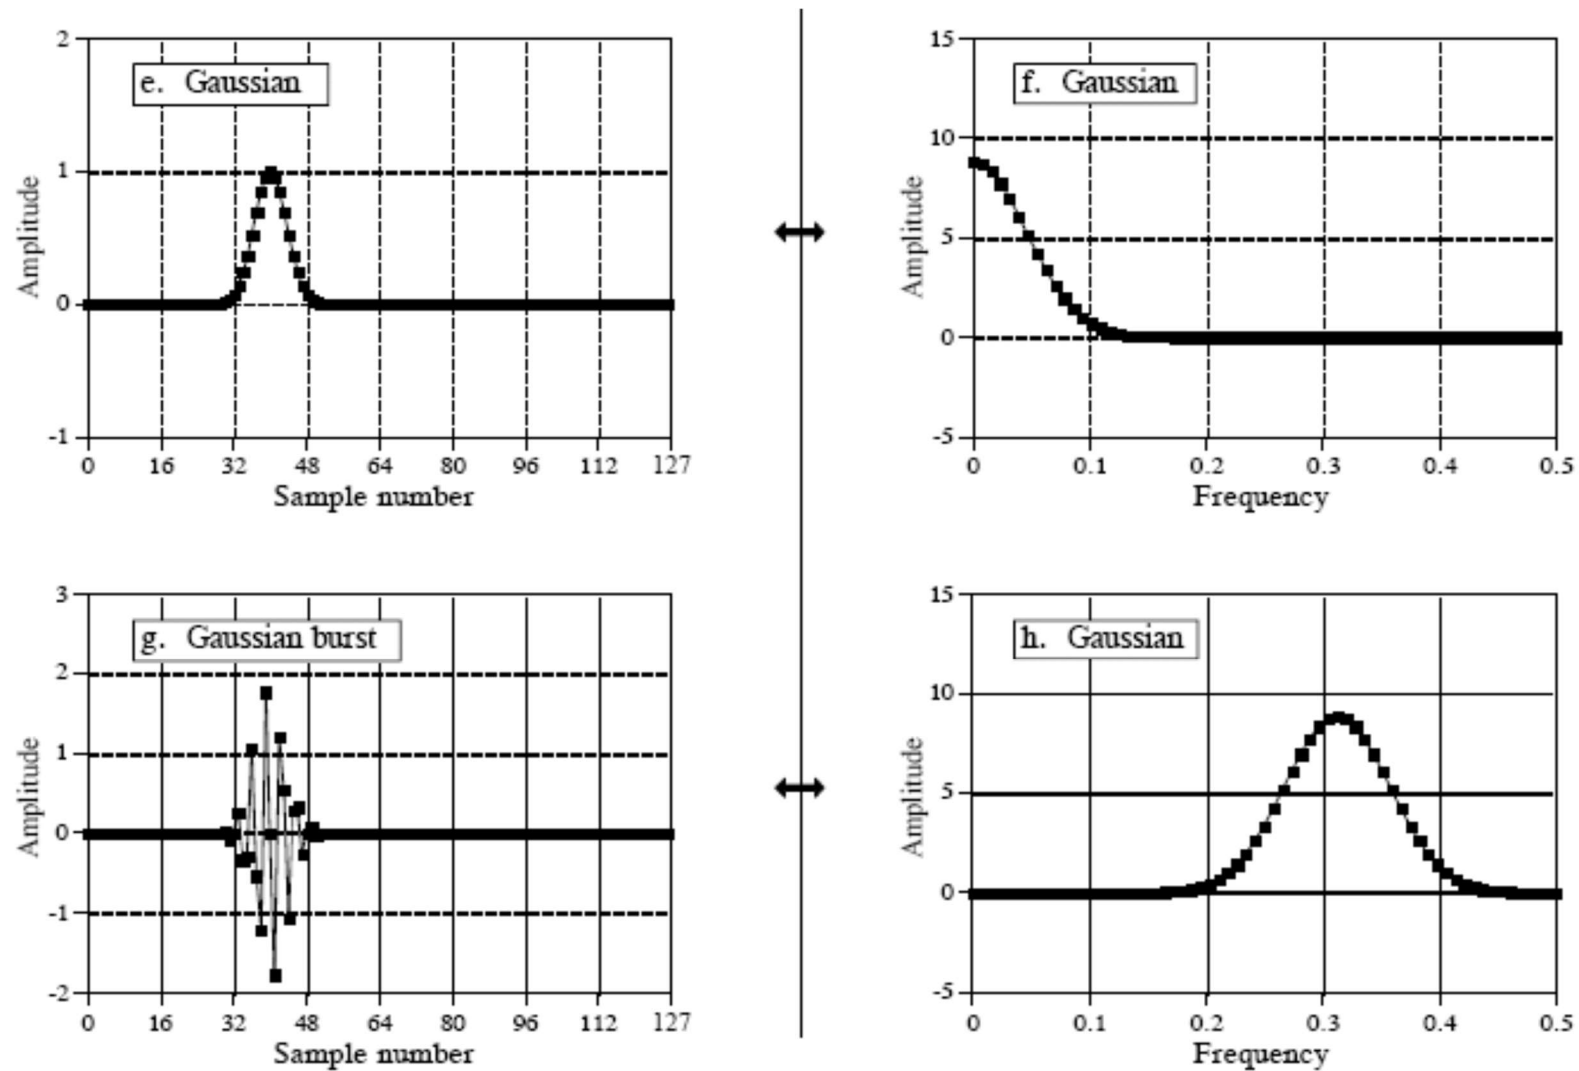 2
e. Gaussian
1
Amplitude
0
-1
0 16 32 48 64 80 96 112 127
Sample number
15
f. Gaussian
10
Amplitude
5
0
-5
0 0.1 0.2 0.3 0.4 0.5
Frequency
3
g. Gaussian burst
2
1
Amplitude
0
-1
-2
0 16 32 48 64 80 96 112 127
Sample number
15
h. Gaussian
10
Amplitude
5
0
-5
0 0.1 0.2 0.3 0.4 0.5
Frequency